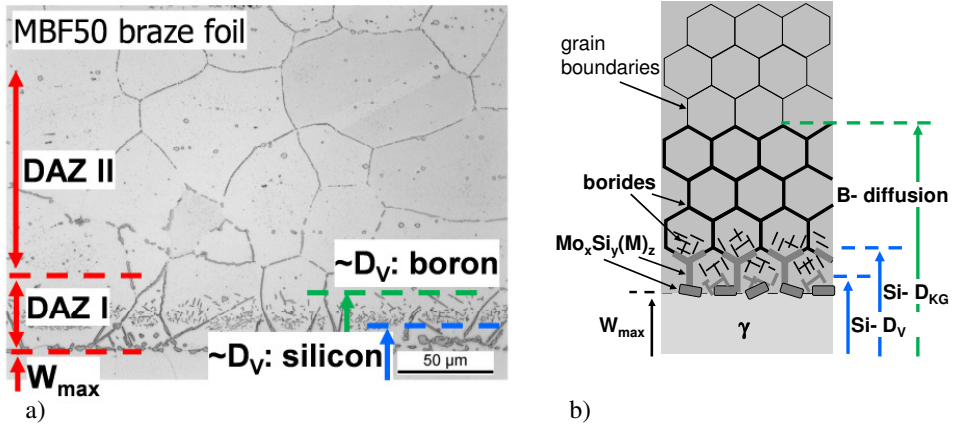 MBF50 braze foil
DAZ II
~D_V: boron
DAZ I
~D_V: silicon
50 µm
W_max
a)
grain
boundaries
borides
B- diffusion
Mo_xSi_y(M)_z
Si- D_KG
W_max
γ
Si- D_V
b)